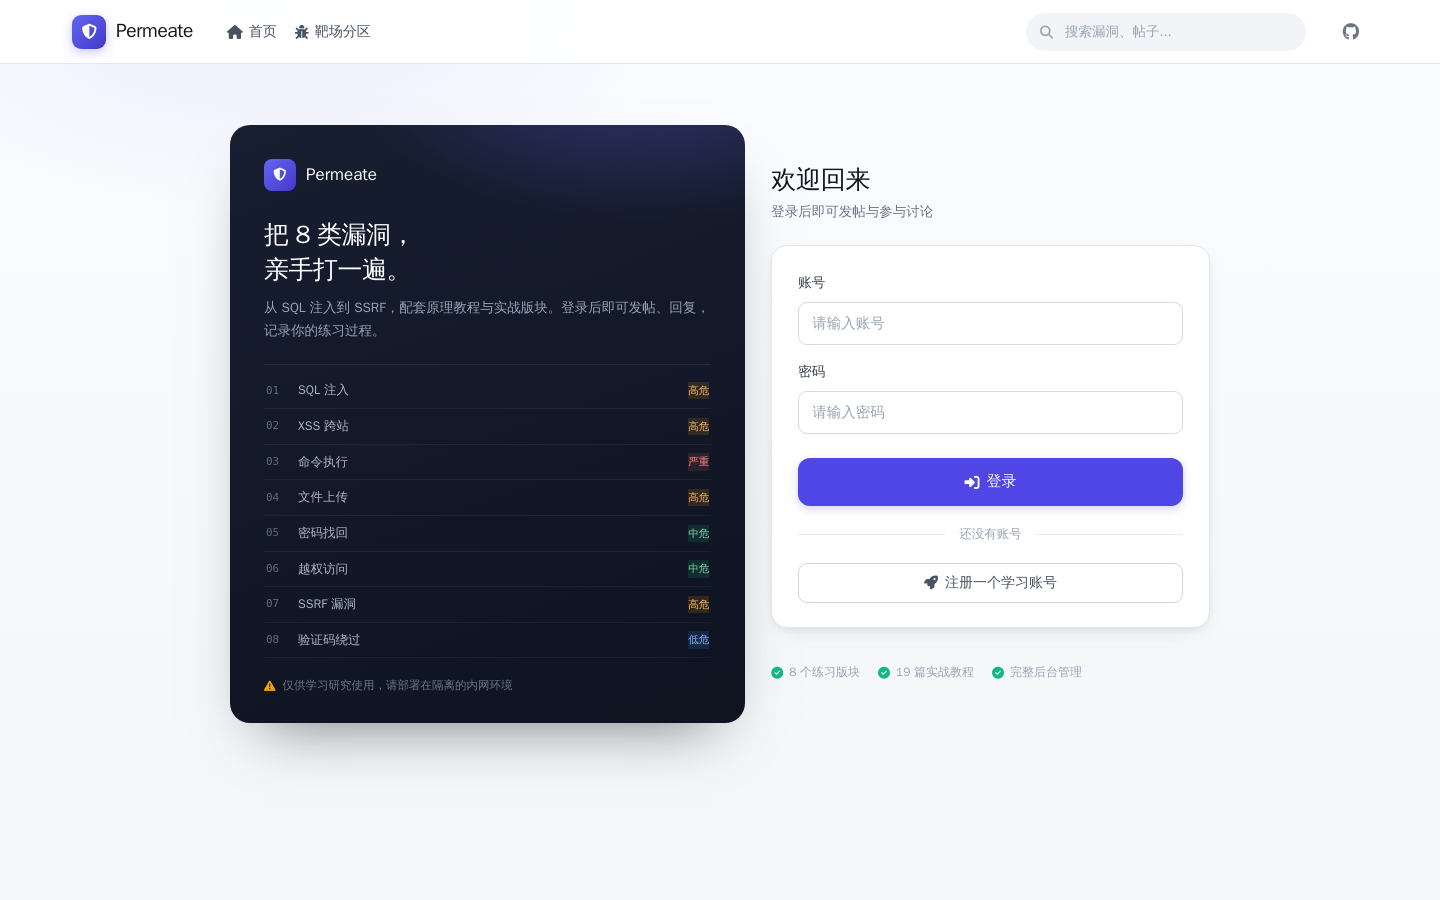 Permeate
首页
靶场分区
搜索漏洞、帖子...
Permeate
把 8 类漏洞，
亲手打一遍。
从 SQL 注入到 SSRF，配套原理教程与实战版块。登录后即可发帖、回复，
记录你的练习过程。
01 SQL 注入 高危
02 XSS 跨站 高危
03 命令执行 严重
04 文件上传 高危
05 密码找回 中危
06 越权访问 中危
07 SSRF 漏洞 高危
08 验证码绕过 低危
仅供学习研究使用，请部署在隔离的内网环境
欢迎回来
登录后即可发帖与参与讨论
账号
请输入账号
密码
请输入密码
登录
还没有账号
注册一个学习账号
8 个练习版块
19 篇实战教程
完整后台管理